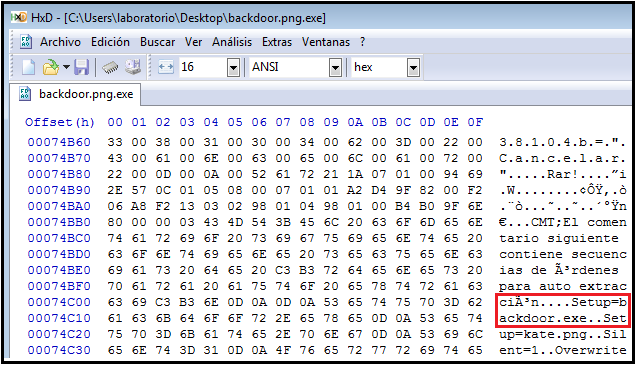 HxD - [C:\Users\laboratorio\Desktop\backdoor.png.exe]
Archivo Edición Buscar Ver Análisis Extras Ventanas ?
16 ANSI hex
backdoor.png.exe
Offset(h) 00 01 02 03 04 05 06 07 08 09 0A 0B 0C 0D 0E 0F
00074B60 33 00 38 00 31 00 30 00 34 00 62 00 3D 00 22 00 3.8.1.0.4.b.=.".
00074B70 43 00 61 00 6E 00 63 00 65 00 6C 00 61 00 72 00 C.a.n.c.e.l.a.r.
00074B80 22 00 0D 00 0A 00 52 61 72 21 1A 07 01 00 94 69 ".....Rar!....”i
00074B90 2E 57 0C 01 05 08 00 07 01 01 A2 D4 9F 82 00 F2 .W........¢ÔŸ‚.ò
00074BA0 06 A8 F2 13 03 02 98 01 04 98 01 00 B4 B0 9F 6E .¨ò...˜..˜..´°Ÿn
00074BB0 80 00 00 03 43 4D 54 3B 45 6C 20 63 6F 6D 65 6E €...CMT;El comen
00074BC0 74 61 72 69 6F 20 73 69 67 75 69 65 6E 74 65 20 tario siguiente
00074BD0 63 6F 6E 74 69 65 6E 65 20 73 65 63 75 65 6E 63 contiene secuenc
00074BE0 69 61 73 20 64 65 20 C3 B3 72 64 65 6E 65 73 20 ias de Ã³rdenes
00074BF0 70 61 72 61 20 61 75 74 6F 20 65 78 74 72 61 63 para auto extrac
00074C00 63 69 C3 B3 6E 0D 0A 0D 0A 53 65 74 75 70 3D 62 ciÃ³n....Setup=b
00074C10 61 63 6B 64 6F 6F 72 2E 65 78 65 0D 0A 53 65 74 ackdoor.exe..Set
00074C20 75 70 3D 6B 61 74 65 2E 70 6E 67 0D 0A 53 69 6C up=kate.png..Sil
00074C30 65 6E 74 3D 31 0D 0A 4F 76 65 72 77 72 69 74 65 ent=1..Overwrite